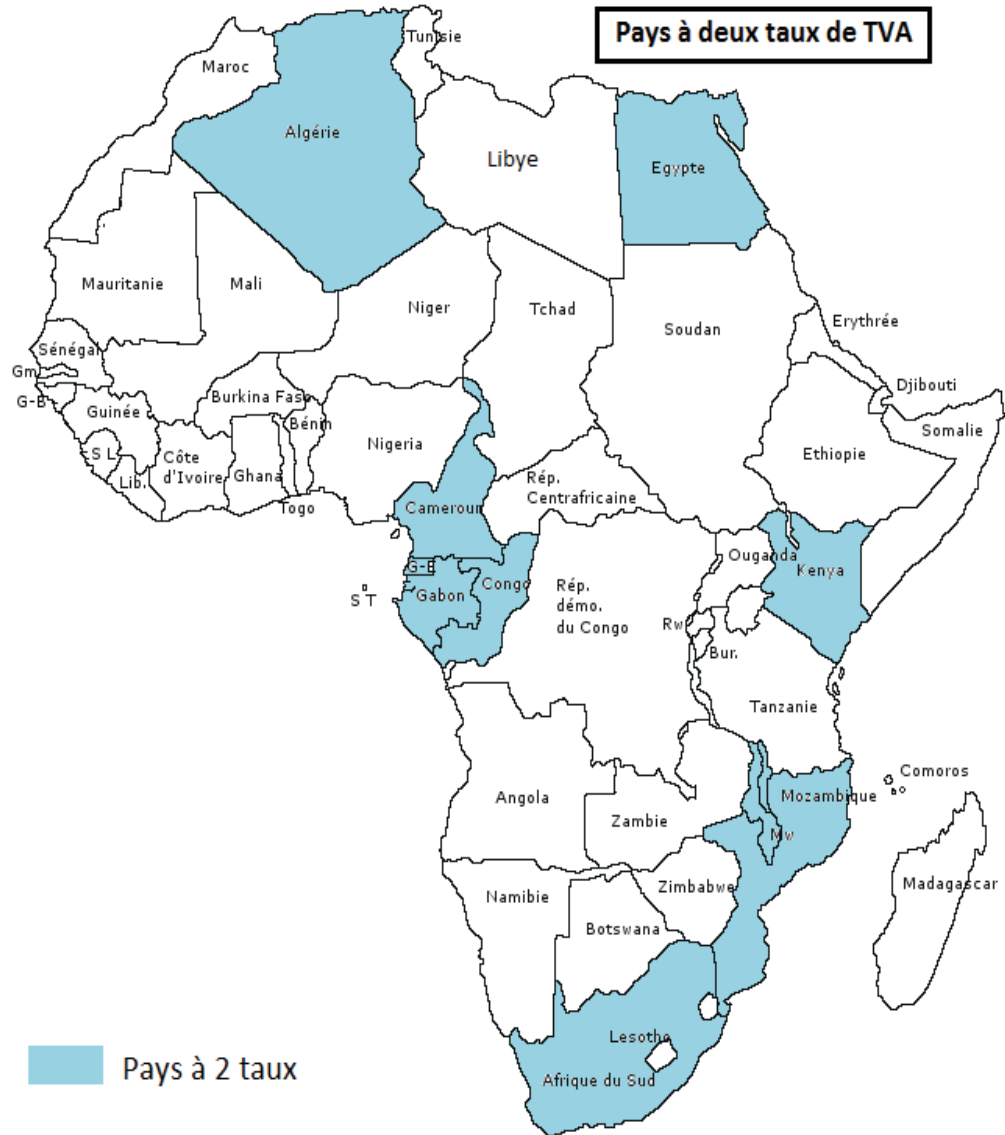 Pays à deux taux de TVA
Tunisie
Maroc
Algérie
Libye
Egypte
Mauritanie
Mali
Niger
Tchad
Soudan
Erythrée
Sénégal
Gm
G-B
Guinée
Burkina Faso
Bénin
Nigeria
Djibouti
Somalie
Ethiopie
S L
Lib.
Côte
d'Ivoire
Ghana
Togo
Rép.
Centrafricaine
Cameroun
G-E
Gabon
Congo
S T
Rép.
démo.
du Congo
Ouganda
Kenya
Rw
Bur.
Tanzanie
Comoros
Angola
Zambie
Mozambique
Mw
Madagascar
Namibie
Zimbabwe
Botswana
Lesotho
Afrique du Sud
Pays à 2 taux